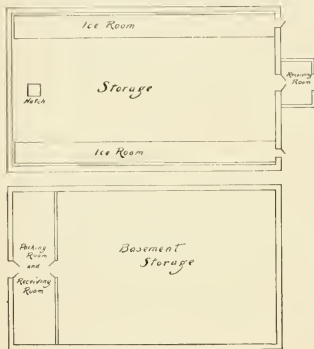 Ice Room
Receiving
Room
Storage
Hatch
Ice Room
Packing
Room
and
Receiving
Room
Basement
Storage